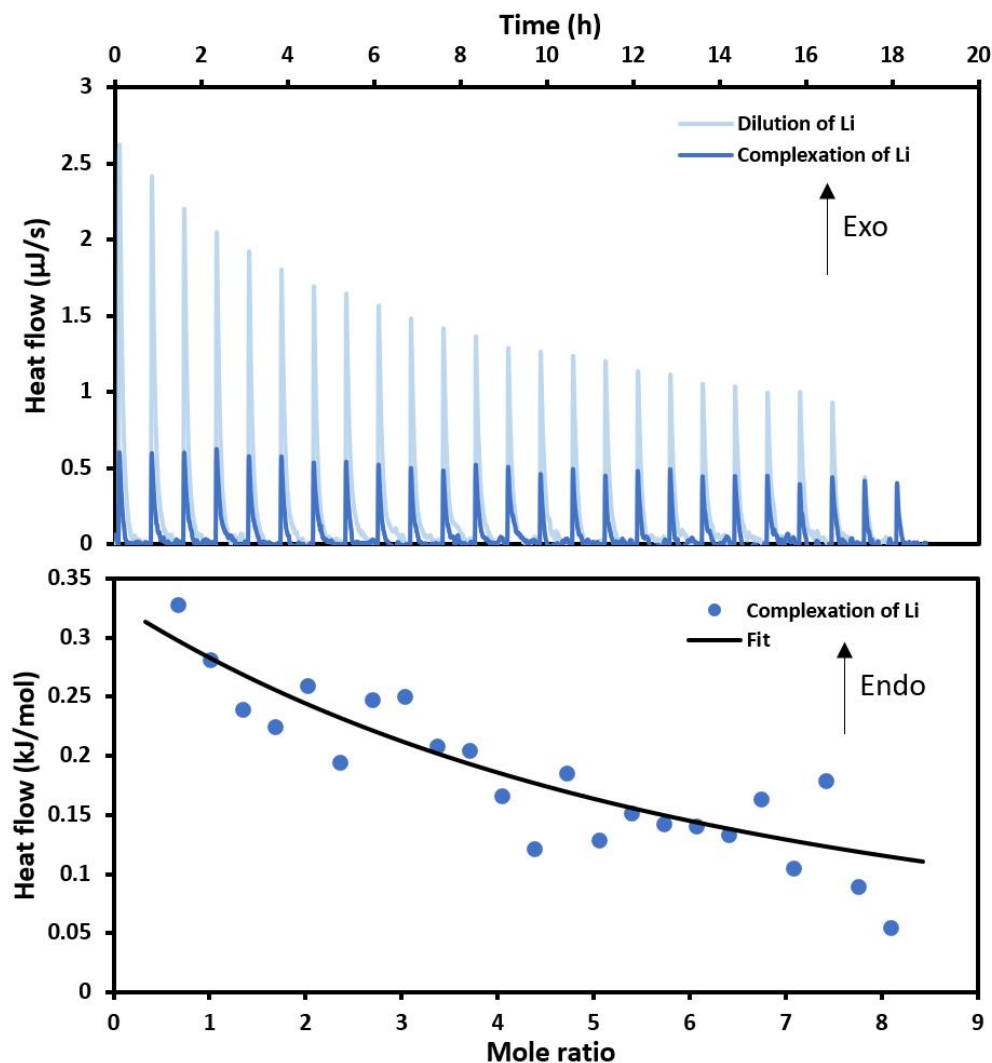 Time (h)
0 2 4 6 8 10 12 14 16 18 20
3
2.5
2
1.5
1
0.5
0
Heat flow (µJ/s)
Dilution of Li
Complexation of Li
Exo
0.35
0.3
0.25
0.2
0.15
0.1
0.05
0
Heat flow (kJ/mol)
Complexation of Li
Fit
Endo
0 1 2 3 4 5 6 7 8 9
Mole ratio